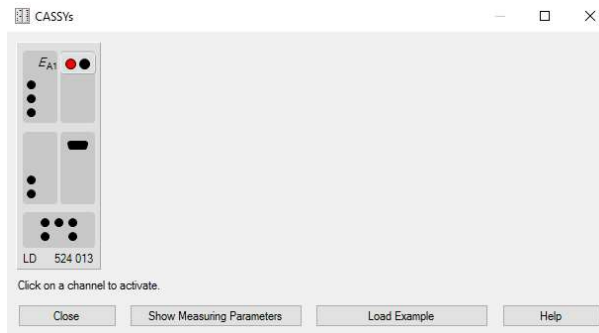 CASSYs
EA1
LD 524 013
Click on a channel to activate.
Close Show Measuring Parameters Load Example Help